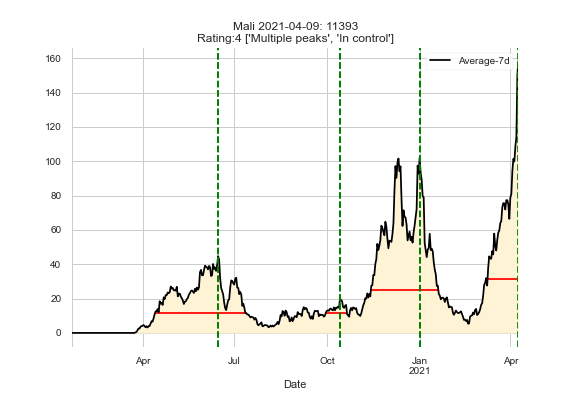 Mali 2021-04-09: 11393
Rating:4 ['Multiple peaks', 'In control']
Average-7d
160
140
120
100
80
60
40
20
0
Apr
Jul
Oct
Jan
2021
Apr
Date